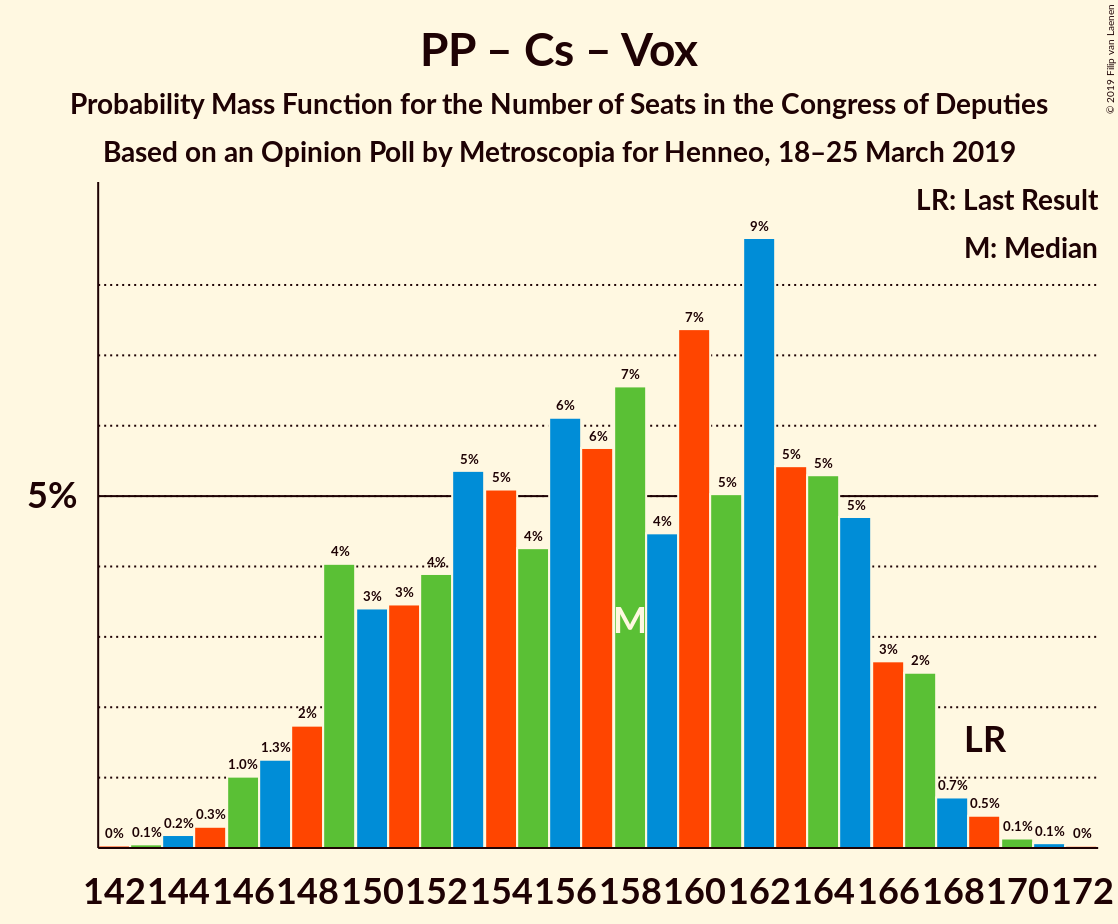 PP – Cs – Vox
Probability Mass Function for the Number of Seats in the Congress of Deputies
Based on an Opinion Poll by Metroscopia for Henneo, 18–25 March 2019
© 2019 Filip van Laenen
LR: Last Result
M: Median
5%
0% 0.1% 0.2% 0.3% 1.0% 1.3% 2% 4% 3% 3% 4% 5% 5% 4% 6% 6% 7% 4% 7% 5% 9% 5% 5% 5% 3% 2% 0.7% 0.5% 0.1% 0.1% 0%
M
LR
142 144 146 148 150 152 154 156 158 160 162 164 166 168 170 172